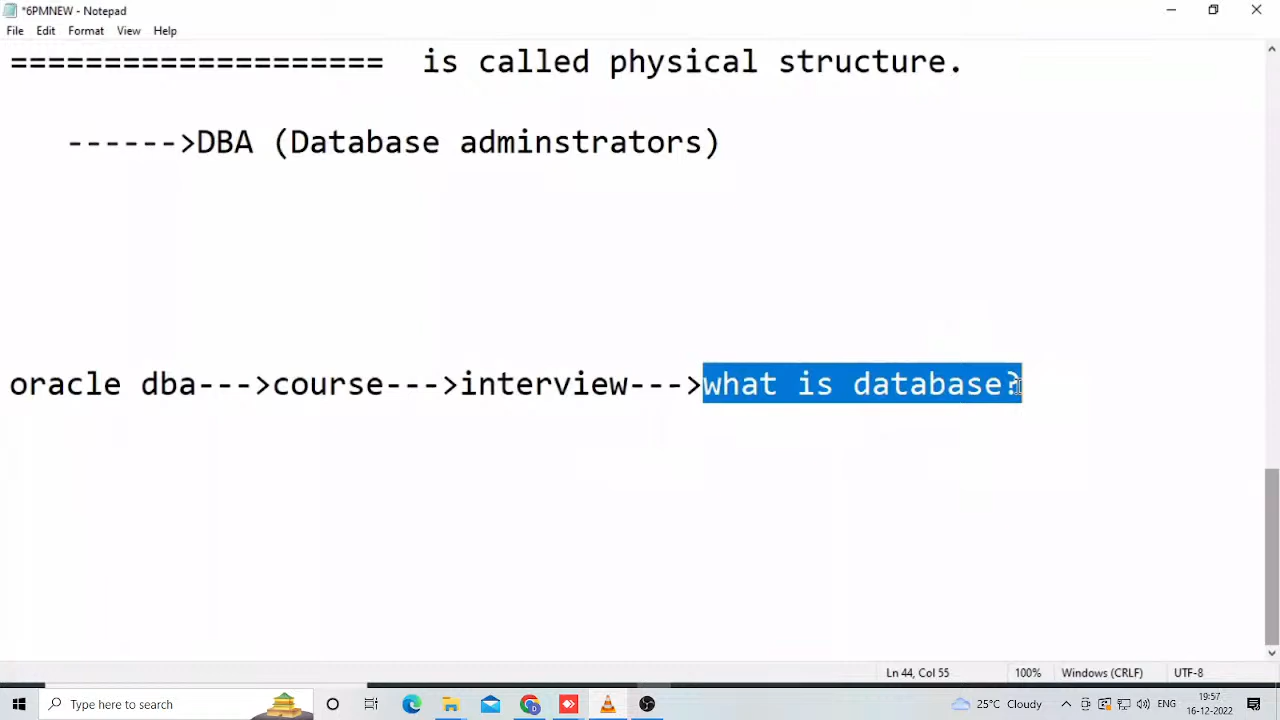 *6PMNEW - Notepad
File Edit Format View Help
==================== is called physical structure.
------>DBA (Database adminstrators)
oracle dba--->course--->interview--->what is database?
Ln 44, Col 55 100% Windows (CRLF) UTF-8
Type here to search
25°C Cloudy ENG 19:57
16-12-2022